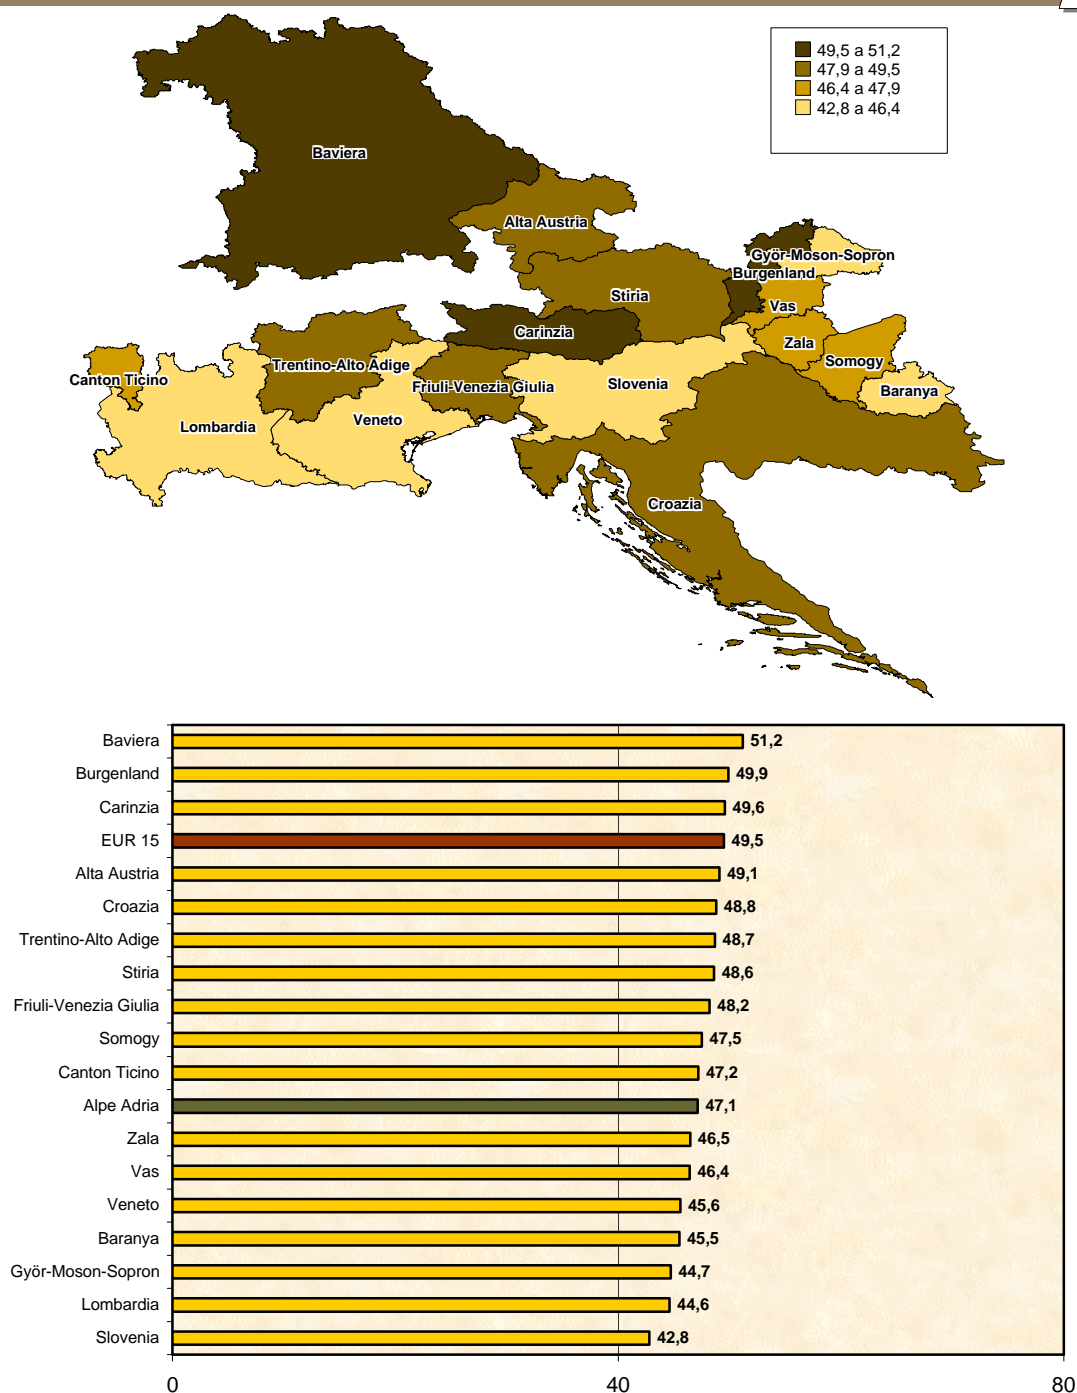 49,5 a 51,2
47,9 a 49,5
46,4 a 47,9
42,8 a 46,4
Baviera
Alta Austria
Györ-Moson-Sopron
Burgenland
Stiria
Vas
Carinzia
Zala
Trentino-Alto Adige
Somogy
Canton Ticino
Friuli-Venezia Giulia
Slovenia
Baranya
Veneto
Lombardia
Croazia
Baviera 51,2
Burgenland 49,9
Carinzia 49,6
EUR 15 49,5
Alta Austria 49,1
Croazia 48,8
Trentino-Alto Adige 48,7
Stiria 48,6
Friuli-Venezia Giulia 48,2
Somogy 47,5
Canton Ticino 47,2
Alpe Adria 47,1
Zala 46,5
Vas 46,4
Veneto 45,6
Baranya 45,5
Györ-Moson-Sopron 44,7
Lombardia 44,6
Slovenia 42,8
0 40 80